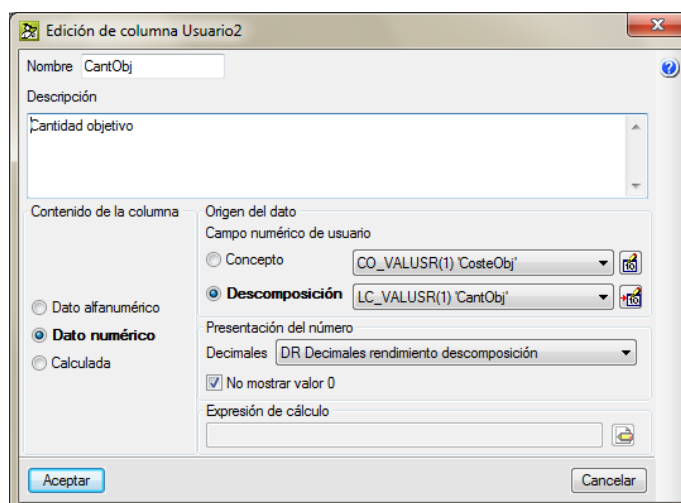 Edición de columna Usuario2
Nombre CantObj
Descripción
Cantidad objetivo
Contenido de la columna
Dato alfanumérico
Dato numérico
Calculada
Origen del dato
Campo numérico de usuario
Concepto CO_VALUSR(1) 'CosteObj'
Descomposición LC_VALUSR(1) 'CantObj'
Presentación del número
Decimales DR Decimales rendimiento descomposición
No mostrar valor 0
Expresión de cálculo
Aceptar Cancelar